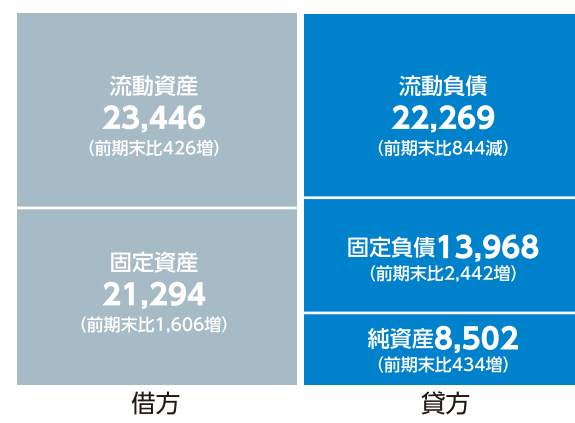 流動資産
23,446
（前期末比426増）
固定資産
21,294
（前期末比1,606増）
借方
流動負債
22,269
（前期末比844減）
固定負債13,968
（前期末比2,442増）
純資産8,502
（前期末比434増）
貸方